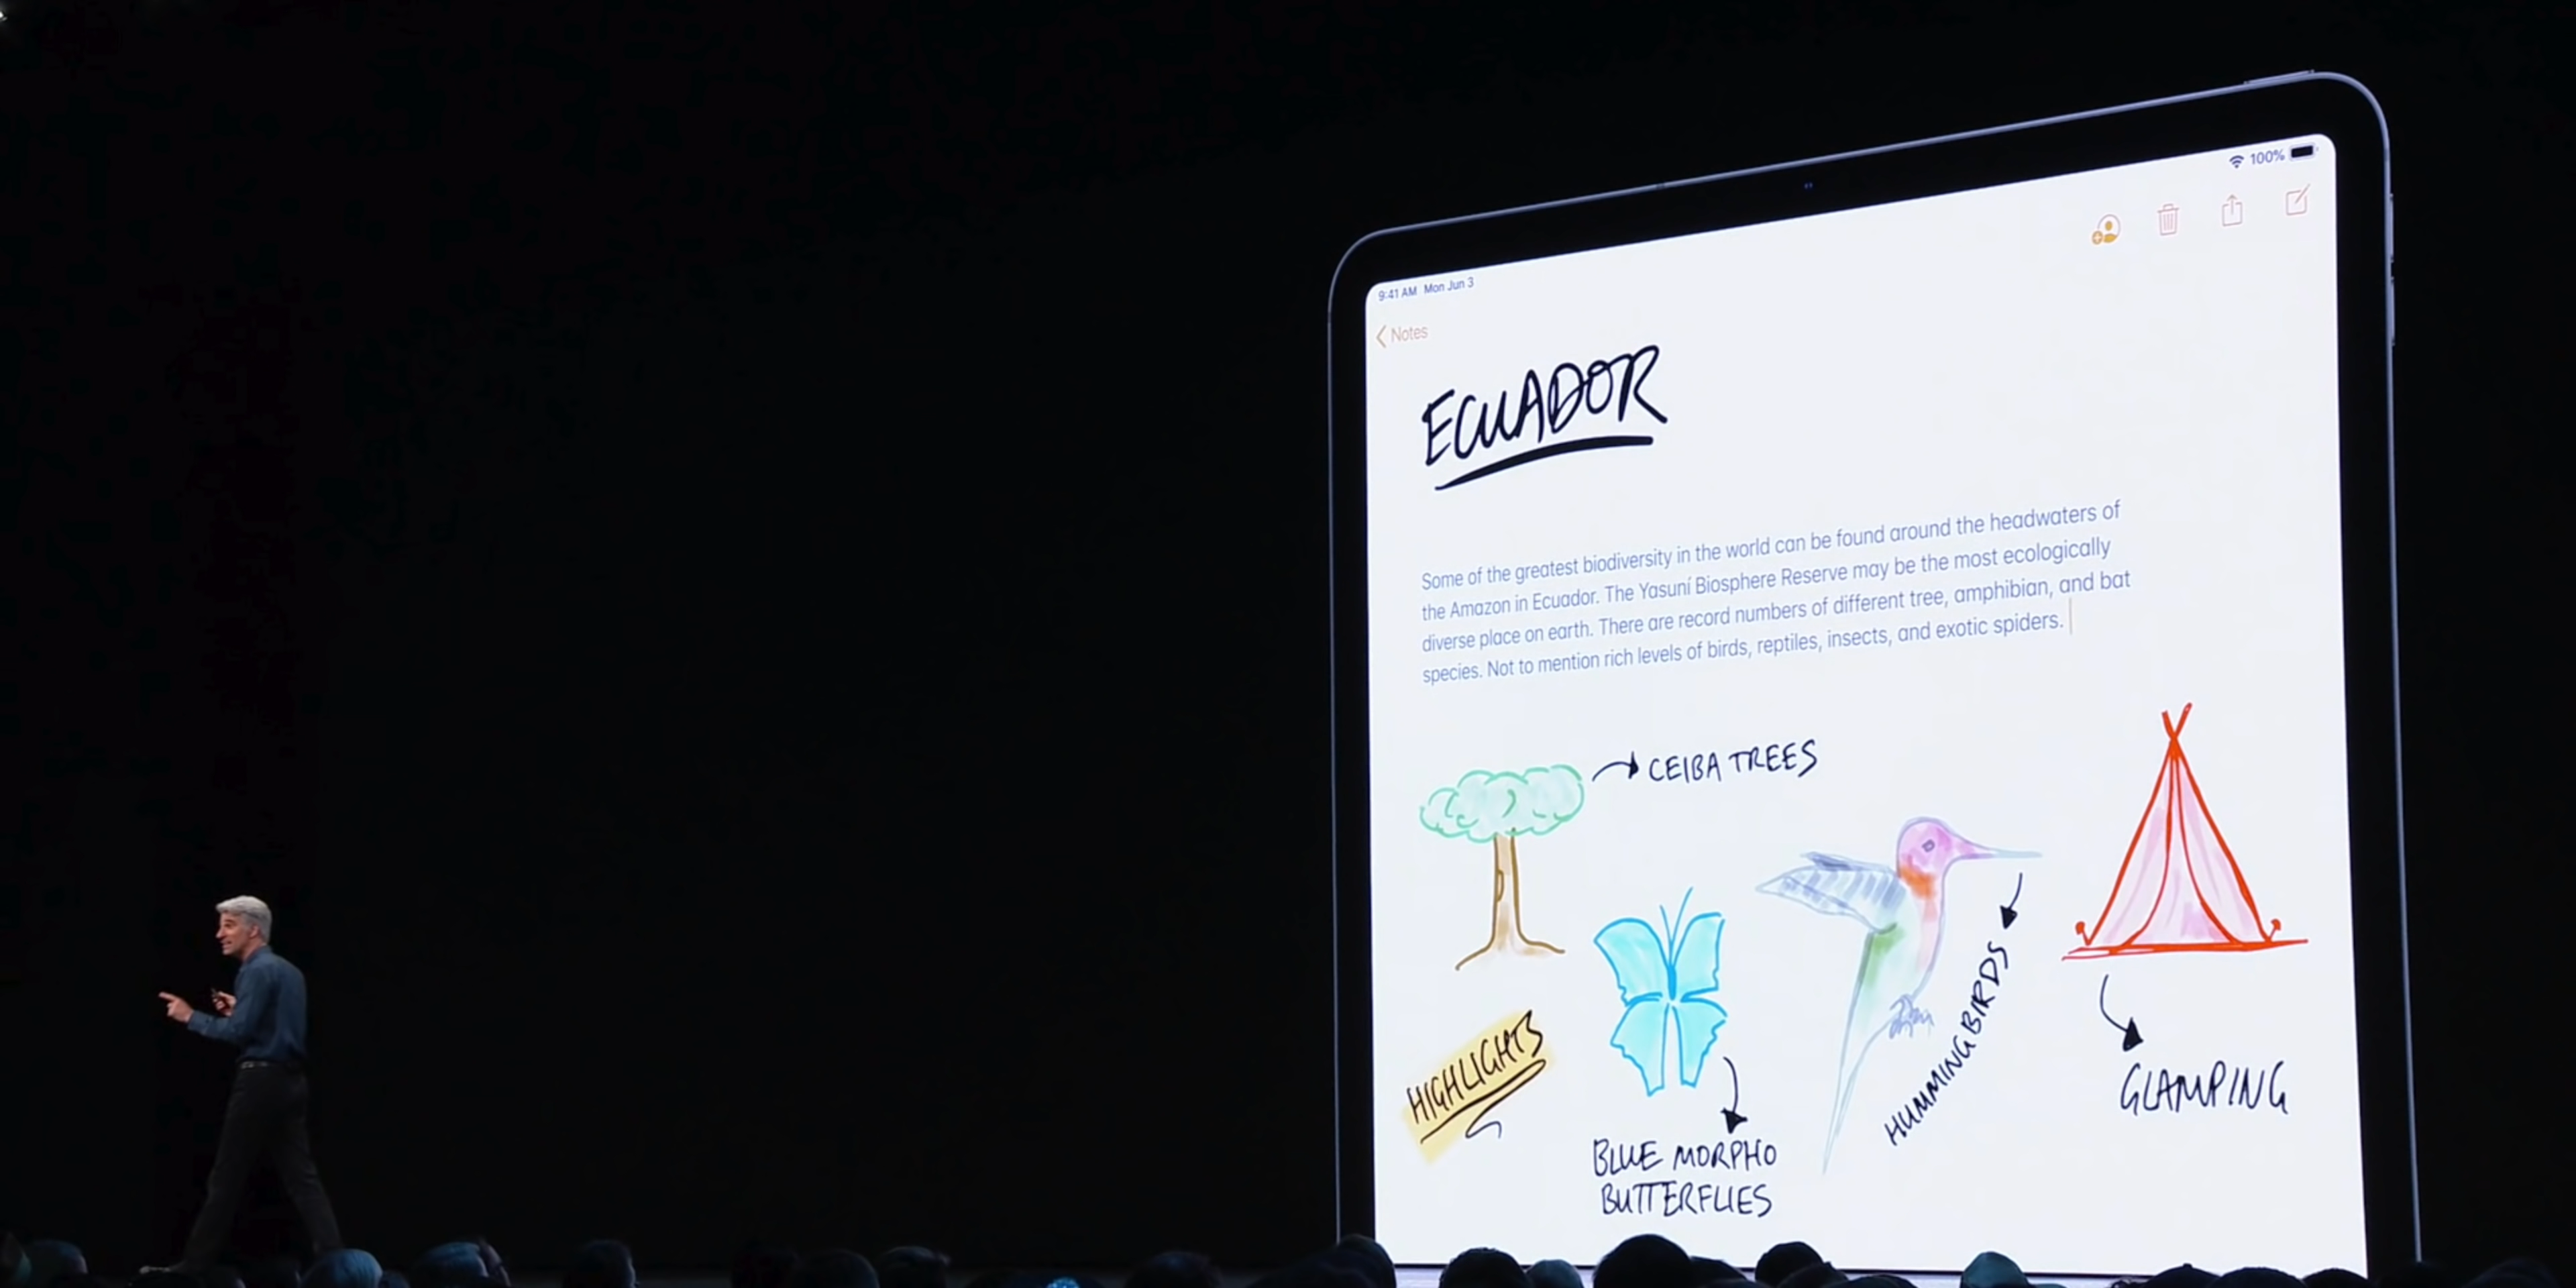 100%
9:41 AM Mon Jun 3
Notes
ECUADOR
Some of the greatest biodiversity in the world can be found around the headwaters of
the Amazon in Ecuador. The Yasuní Biosphere Reserve may be the most ecologically
diverse place on earth. There are record numbers of different tree, amphibian, and bat
species. Not to mention rich levels of birds, reptiles, insects, and exotic spiders.
CEIBA TREES
HIGHLIGHTS
BLUE MORPHO
BUTTERFLIES
HUMMINGBIRDS
GLAMPING